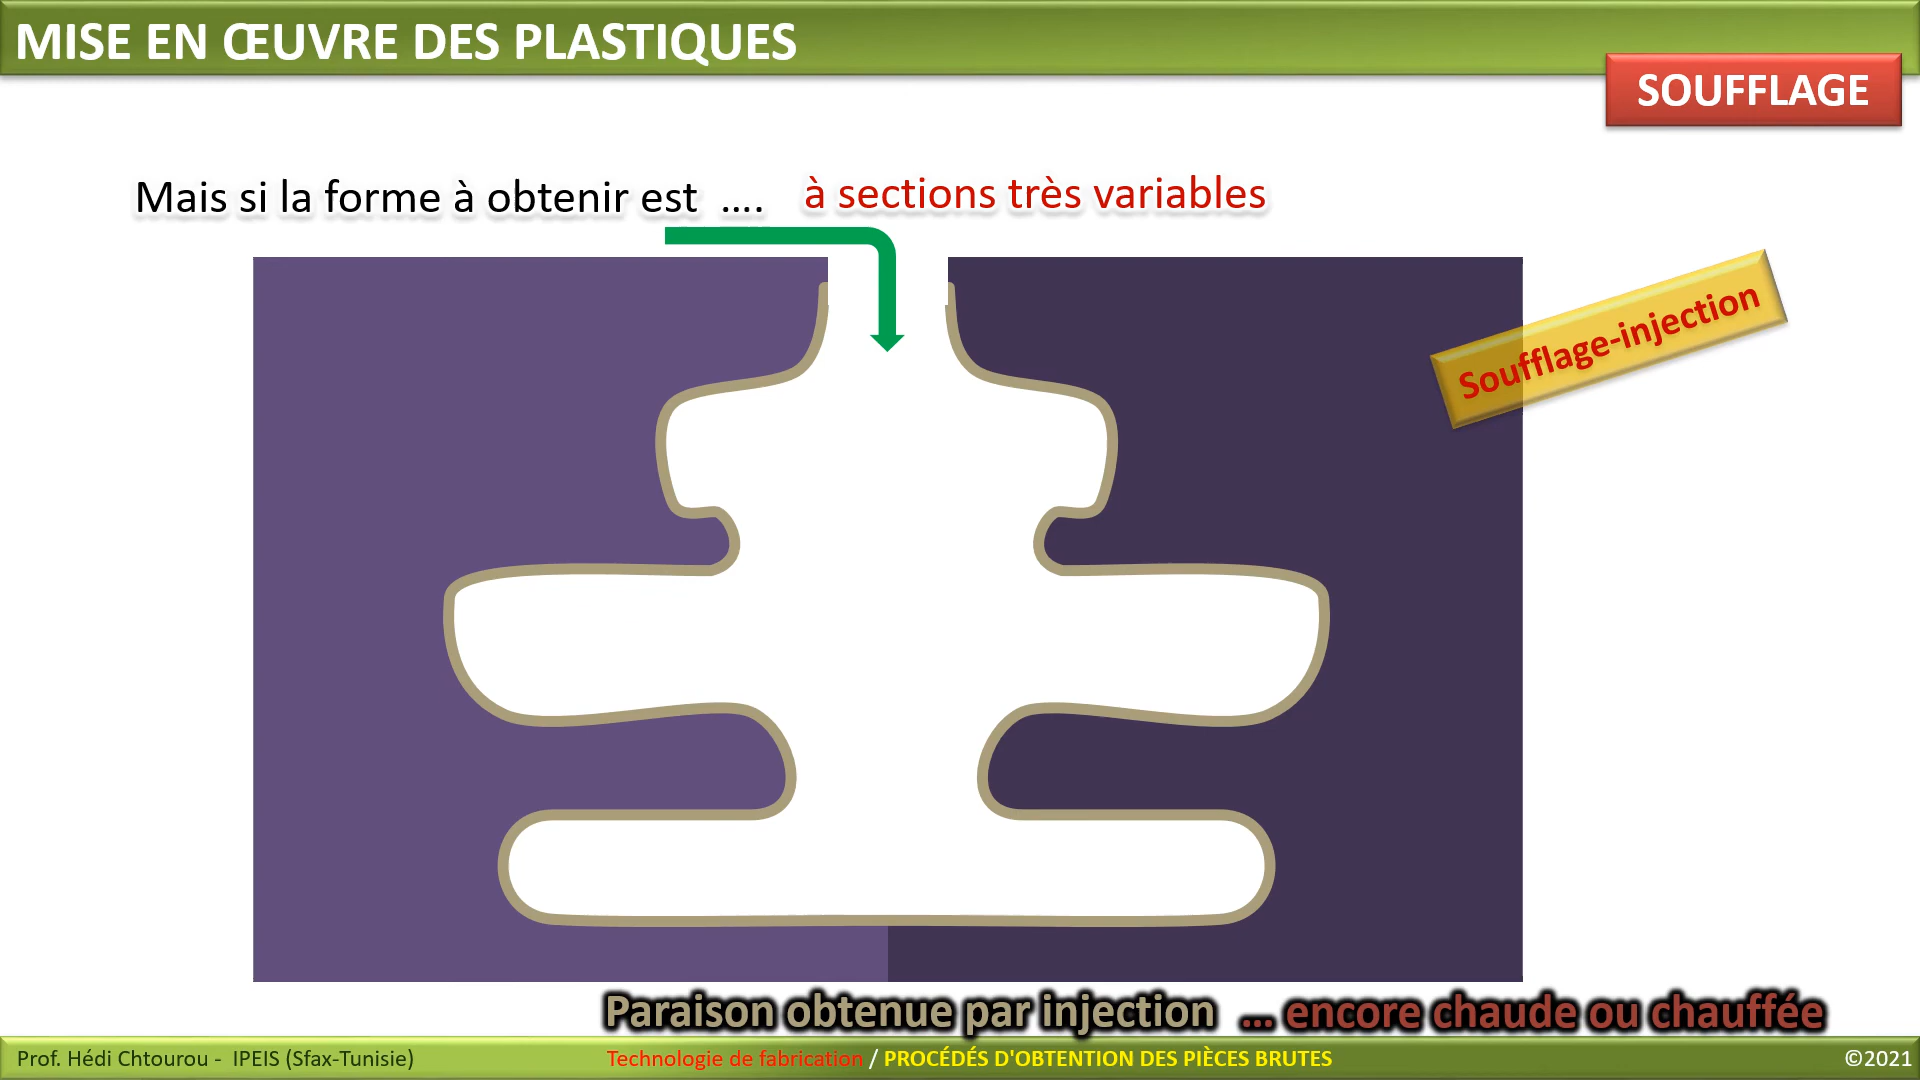 MISE EN ŒUVRE DES PLASTIQUES
SOUFFLAGE
Mais si la forme à obtenir est …. à sections très variables
Soufflage-injection
Paraison obtenue par injection … encore chaude ou chauffée
Prof. Hédi Chtourou - IPEIS (Sfax-Tunisie) Technologie de fabrication / PROCÉDÉS D'OBTENTION DES PIÈCES BRUTES ©2021